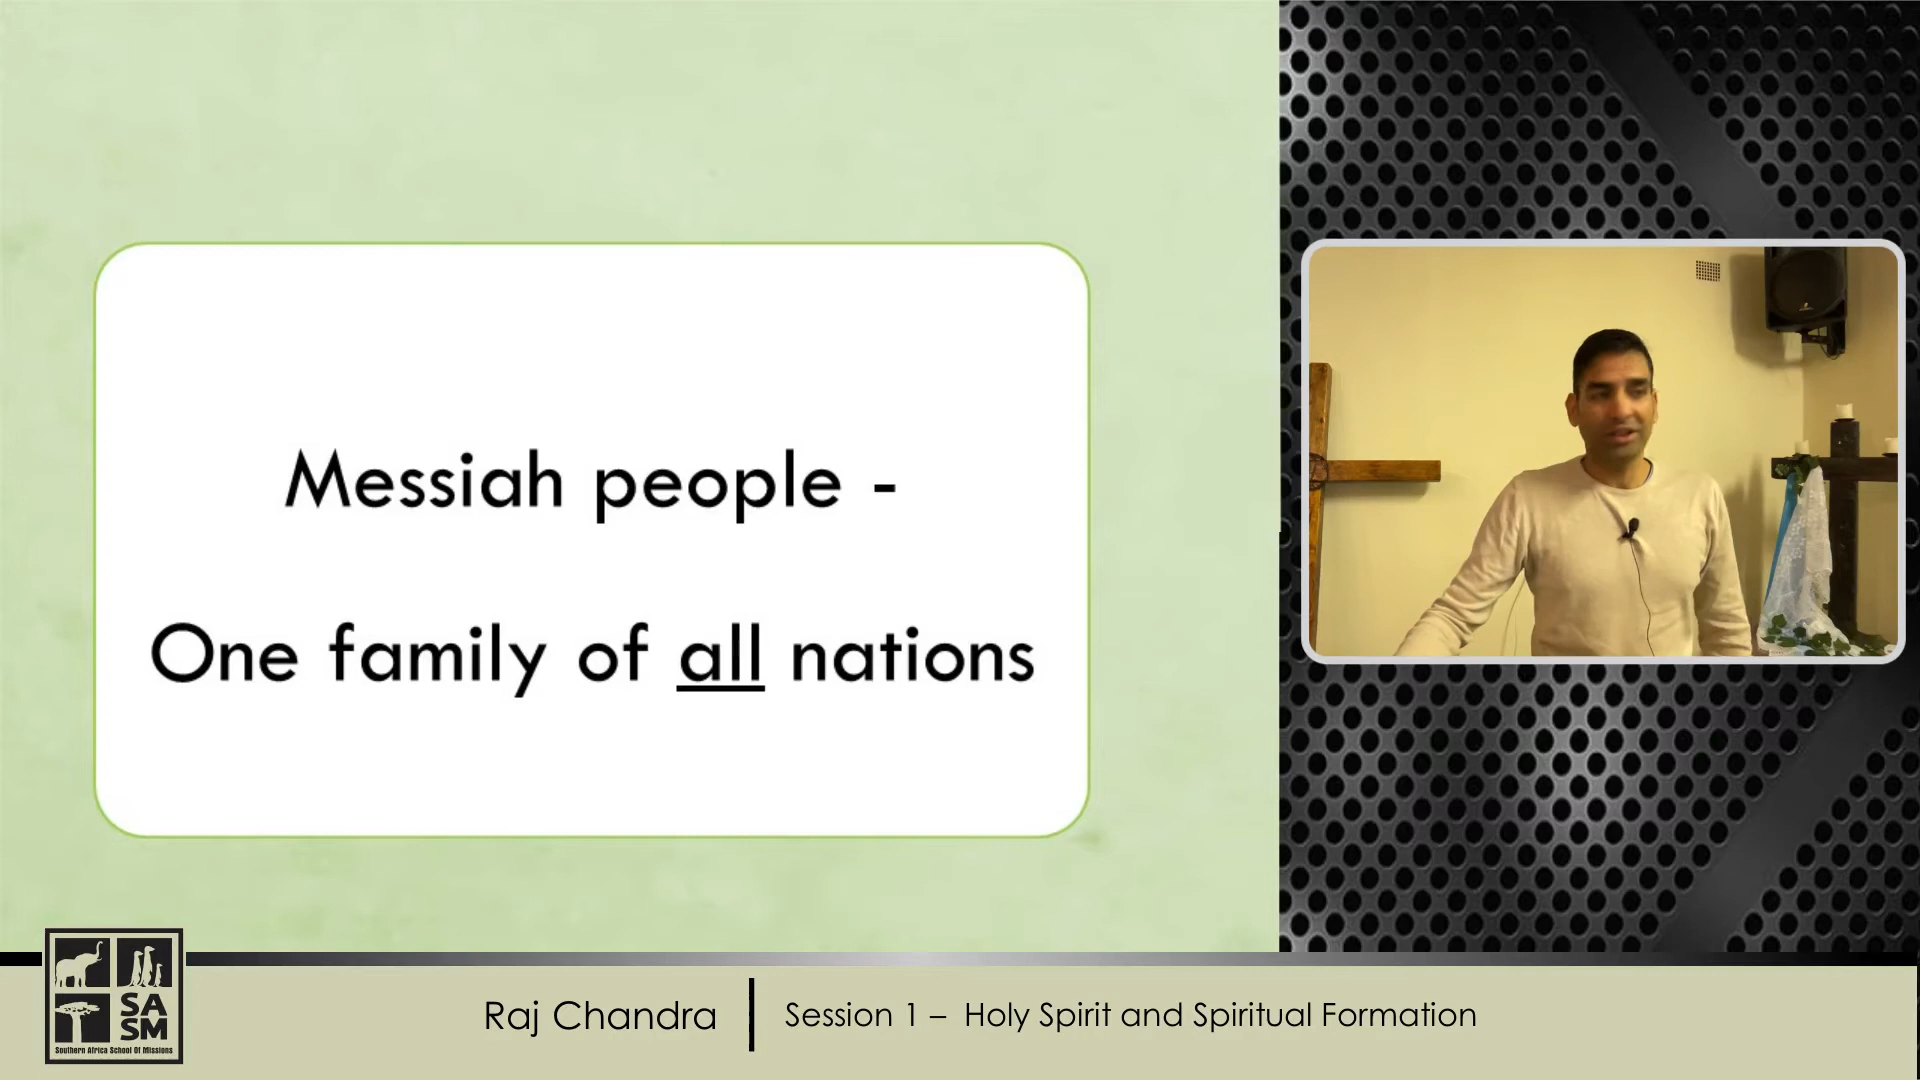 Messiah people -
One family of all nations
SA
SM
Southern Africa School Of Missions
Raj Chandra
Session 1 – Holy Spirit and Spiritual Formation